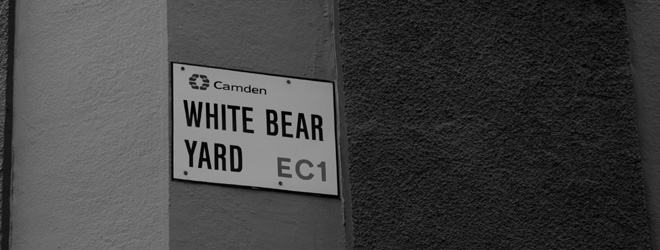 Camden
WHITE BEAR
YARD EC1